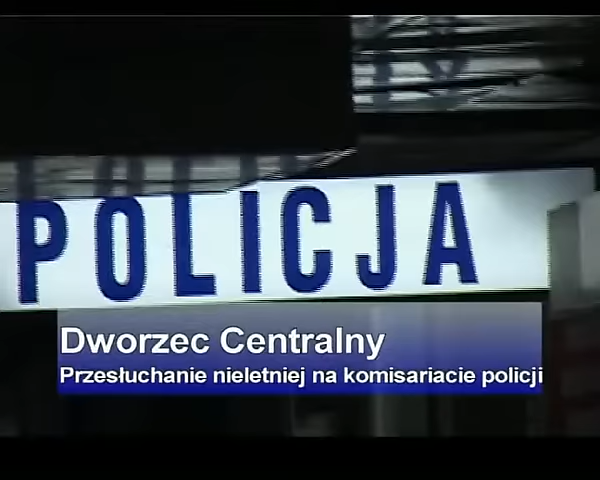 POLICJA
Dworzec Centralny
Przesłuchanie nieletniej na komisariacie policji